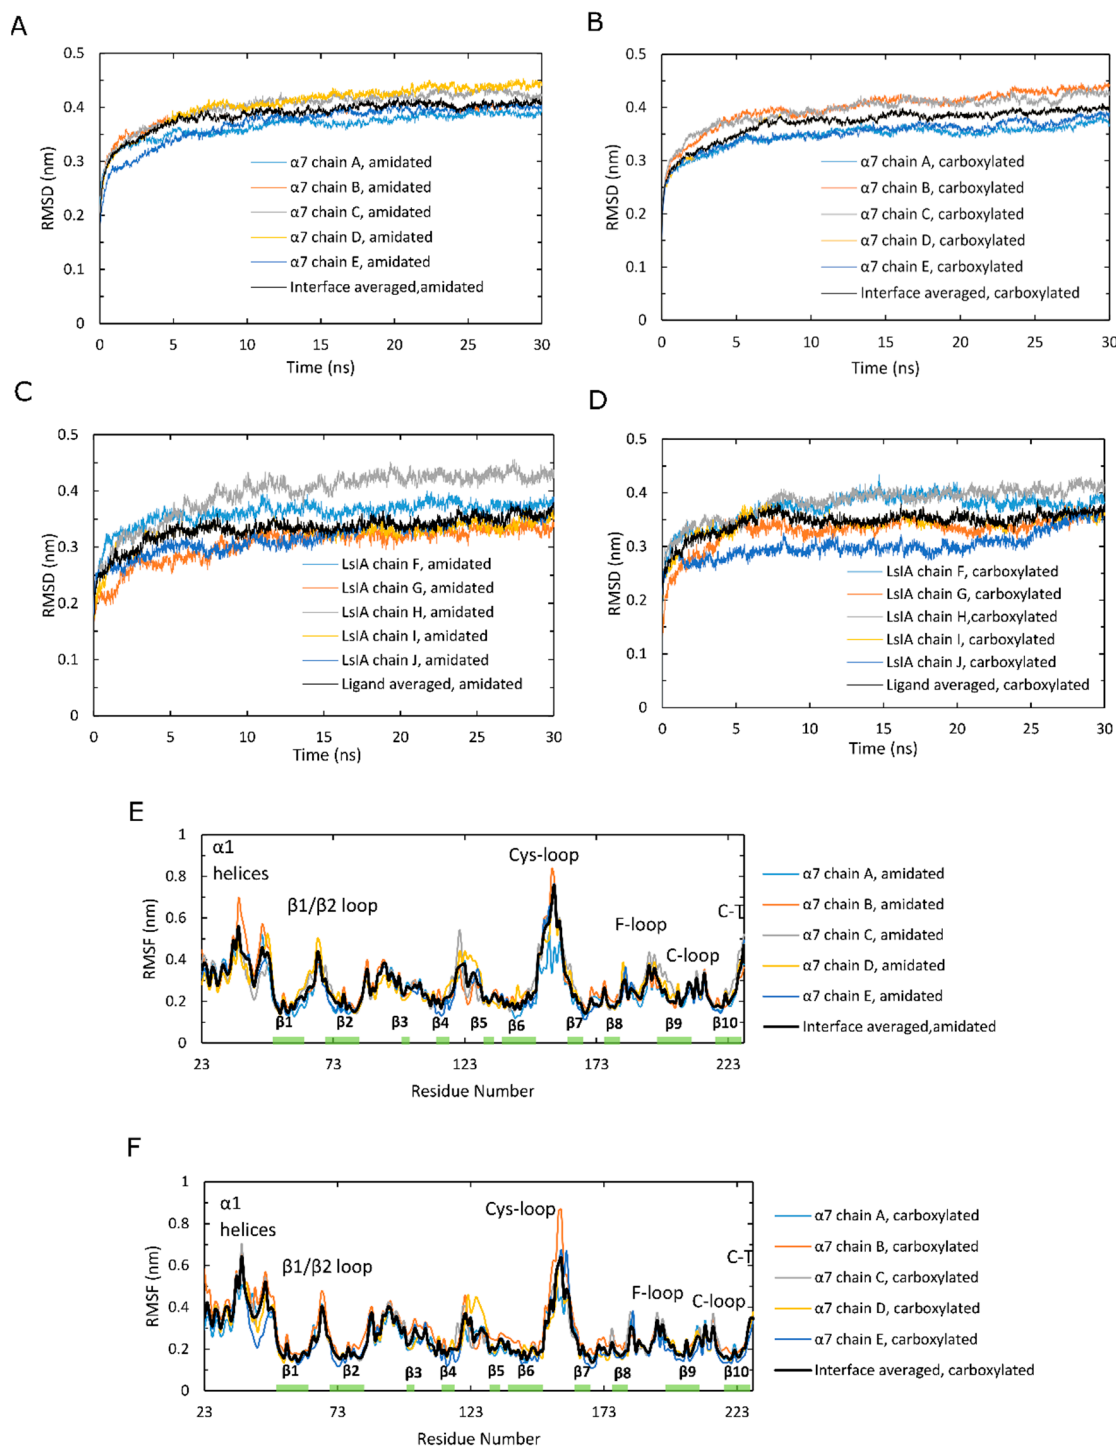 A
0.5
0.4
0.3
0.2
0.1
0
RMSD (nm)
α7 chain A, amidated
α7 chain B, amidated
α7 chain C, amidated
α7 chain D, amidated
α7 chain E, amidated
Interface averaged,amidated
0 5 10 15 20 25 30
Time (ns)
B
0.5
0.4
0.3
0.2
0.1
0
RMSD (nm)
α7 chain A, carboxylated
α7 chain B, carboxylated
α7 chain C, carboxylated
α7 chain D, carboxylated
α7 chain E, carboxylated
Interface averaged, carboxylated
0 5 10 15 20 25 30
Time (ns)
C
0.5
0.4
0.3
0.2
0.1
0
RMSD (nm)
LsIA chain F, amidated
LsIA chain G, amidated
LsIA chain H, amidated
LsIA chain I, amidated
LsIA chain J, amidated
Ligand averaged, amidated
0 5 10 15 20 25 30
Time (ns)
D
0.5
0.4
0.3
0.2
0.1
0
RMSD (nm)
LsIA chain F, carboxylated
LsIA chain G, carboxylated
LsIA chain H,carboxylated
LsIA chain I, carboxylated
LsIA chain J, carboxylated
Ligand averaged, carboxylated
0 5 10 15 20 25 30
Time (ns)
E
1
0.8
0.6
0.4
0.2
0
RMSF (nm)
α1
helices
β1/β2 loop
Cys-loop
F-loop
C-loop
C-T
β1 β2 β3 β4 β5 β6 β7 β8 β9 β10
23 73 123 173 223
Residue Number
α7 chain A, amidated
α7 chain B, amidated
α7 chain C, amidated
α7 chain D, amidated
α7 chain E, amidated
Interface averaged,amidated
F
1
0.8
0.6
0.4
0.2
0
RMSF (nm)
α1
helices
β1/β2 loop
Cys-loop
F-loop
C-loop
C-T
β1 β2 β3 β4 β5 β6 β7 β8 β9 β10
23 73 123 173 223
Residue Number
α7 chain A, carboxylated
α7 chain B, carboxylated
α7 chain C, carboxylated
α7 chain D, carboxylated
α7 chain E, carboxylated
Interface averaged, carboxylated